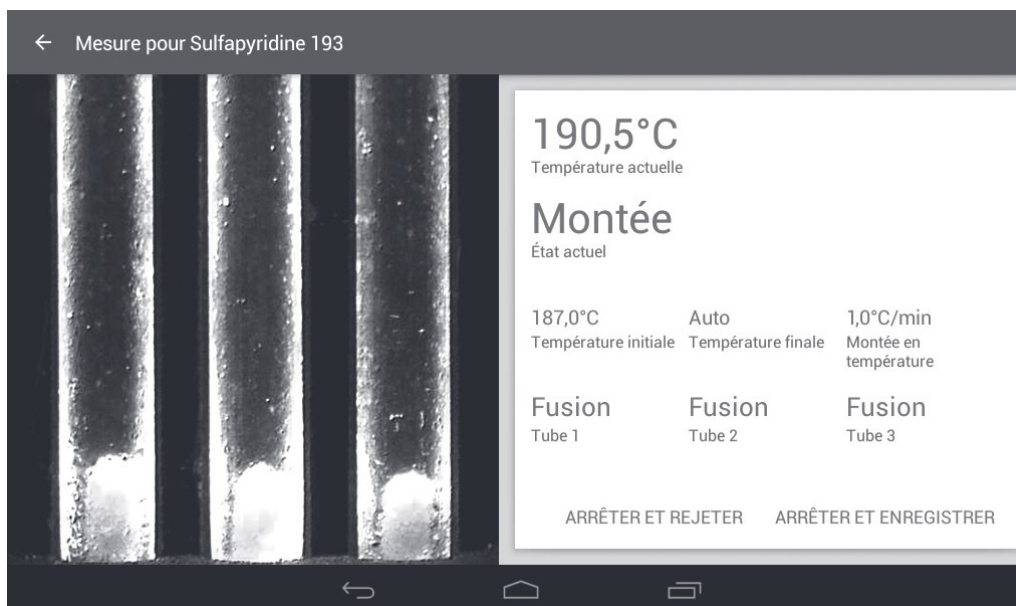 Mesure pour Sulfapyridine 193
190,5°C
Température actuelle
Montée
État actuel
187,0°C Auto 1,0°C/min
Température initiale Température finale Montée en
température
Fusion Fusion Fusion
Tube 1 Tube 2 Tube 3
ARRÊTER ET REJETER ARRÊTER ET ENREGISTRER